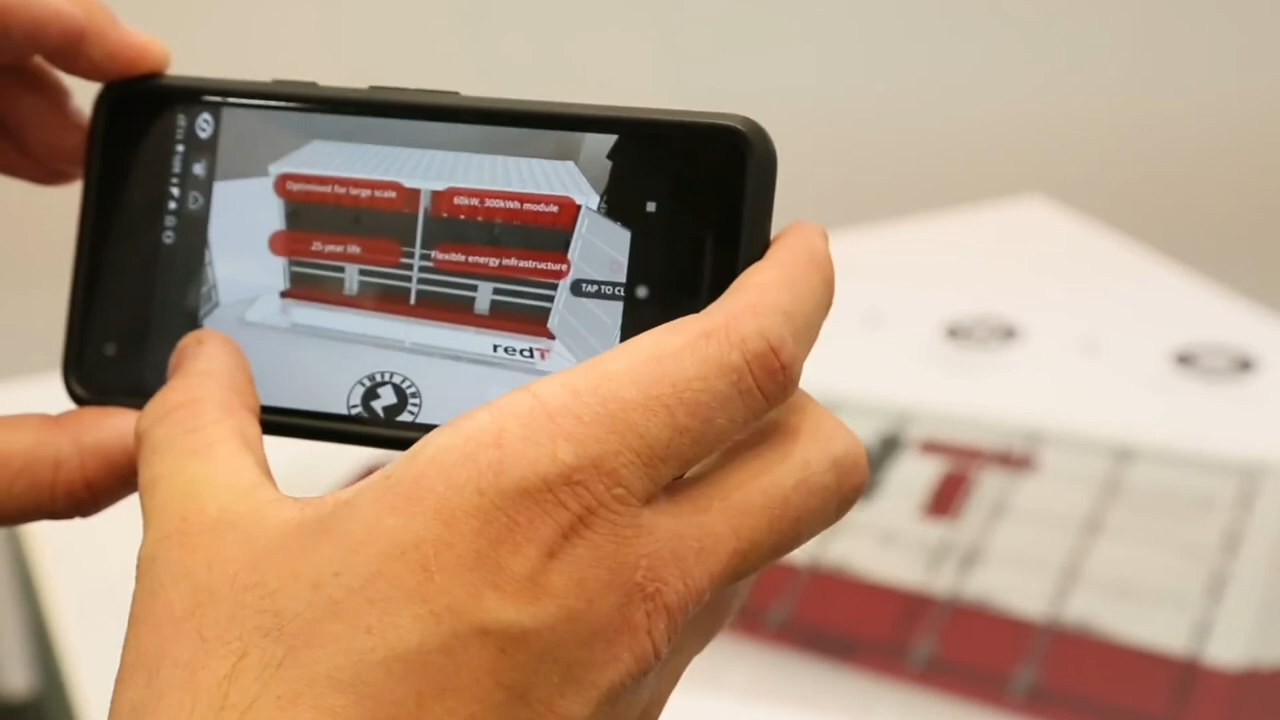 Optimised for large scale
60kW, 300kWh module
25 year life
Flexible energy infrastructure
TAP TO CL
redT
T